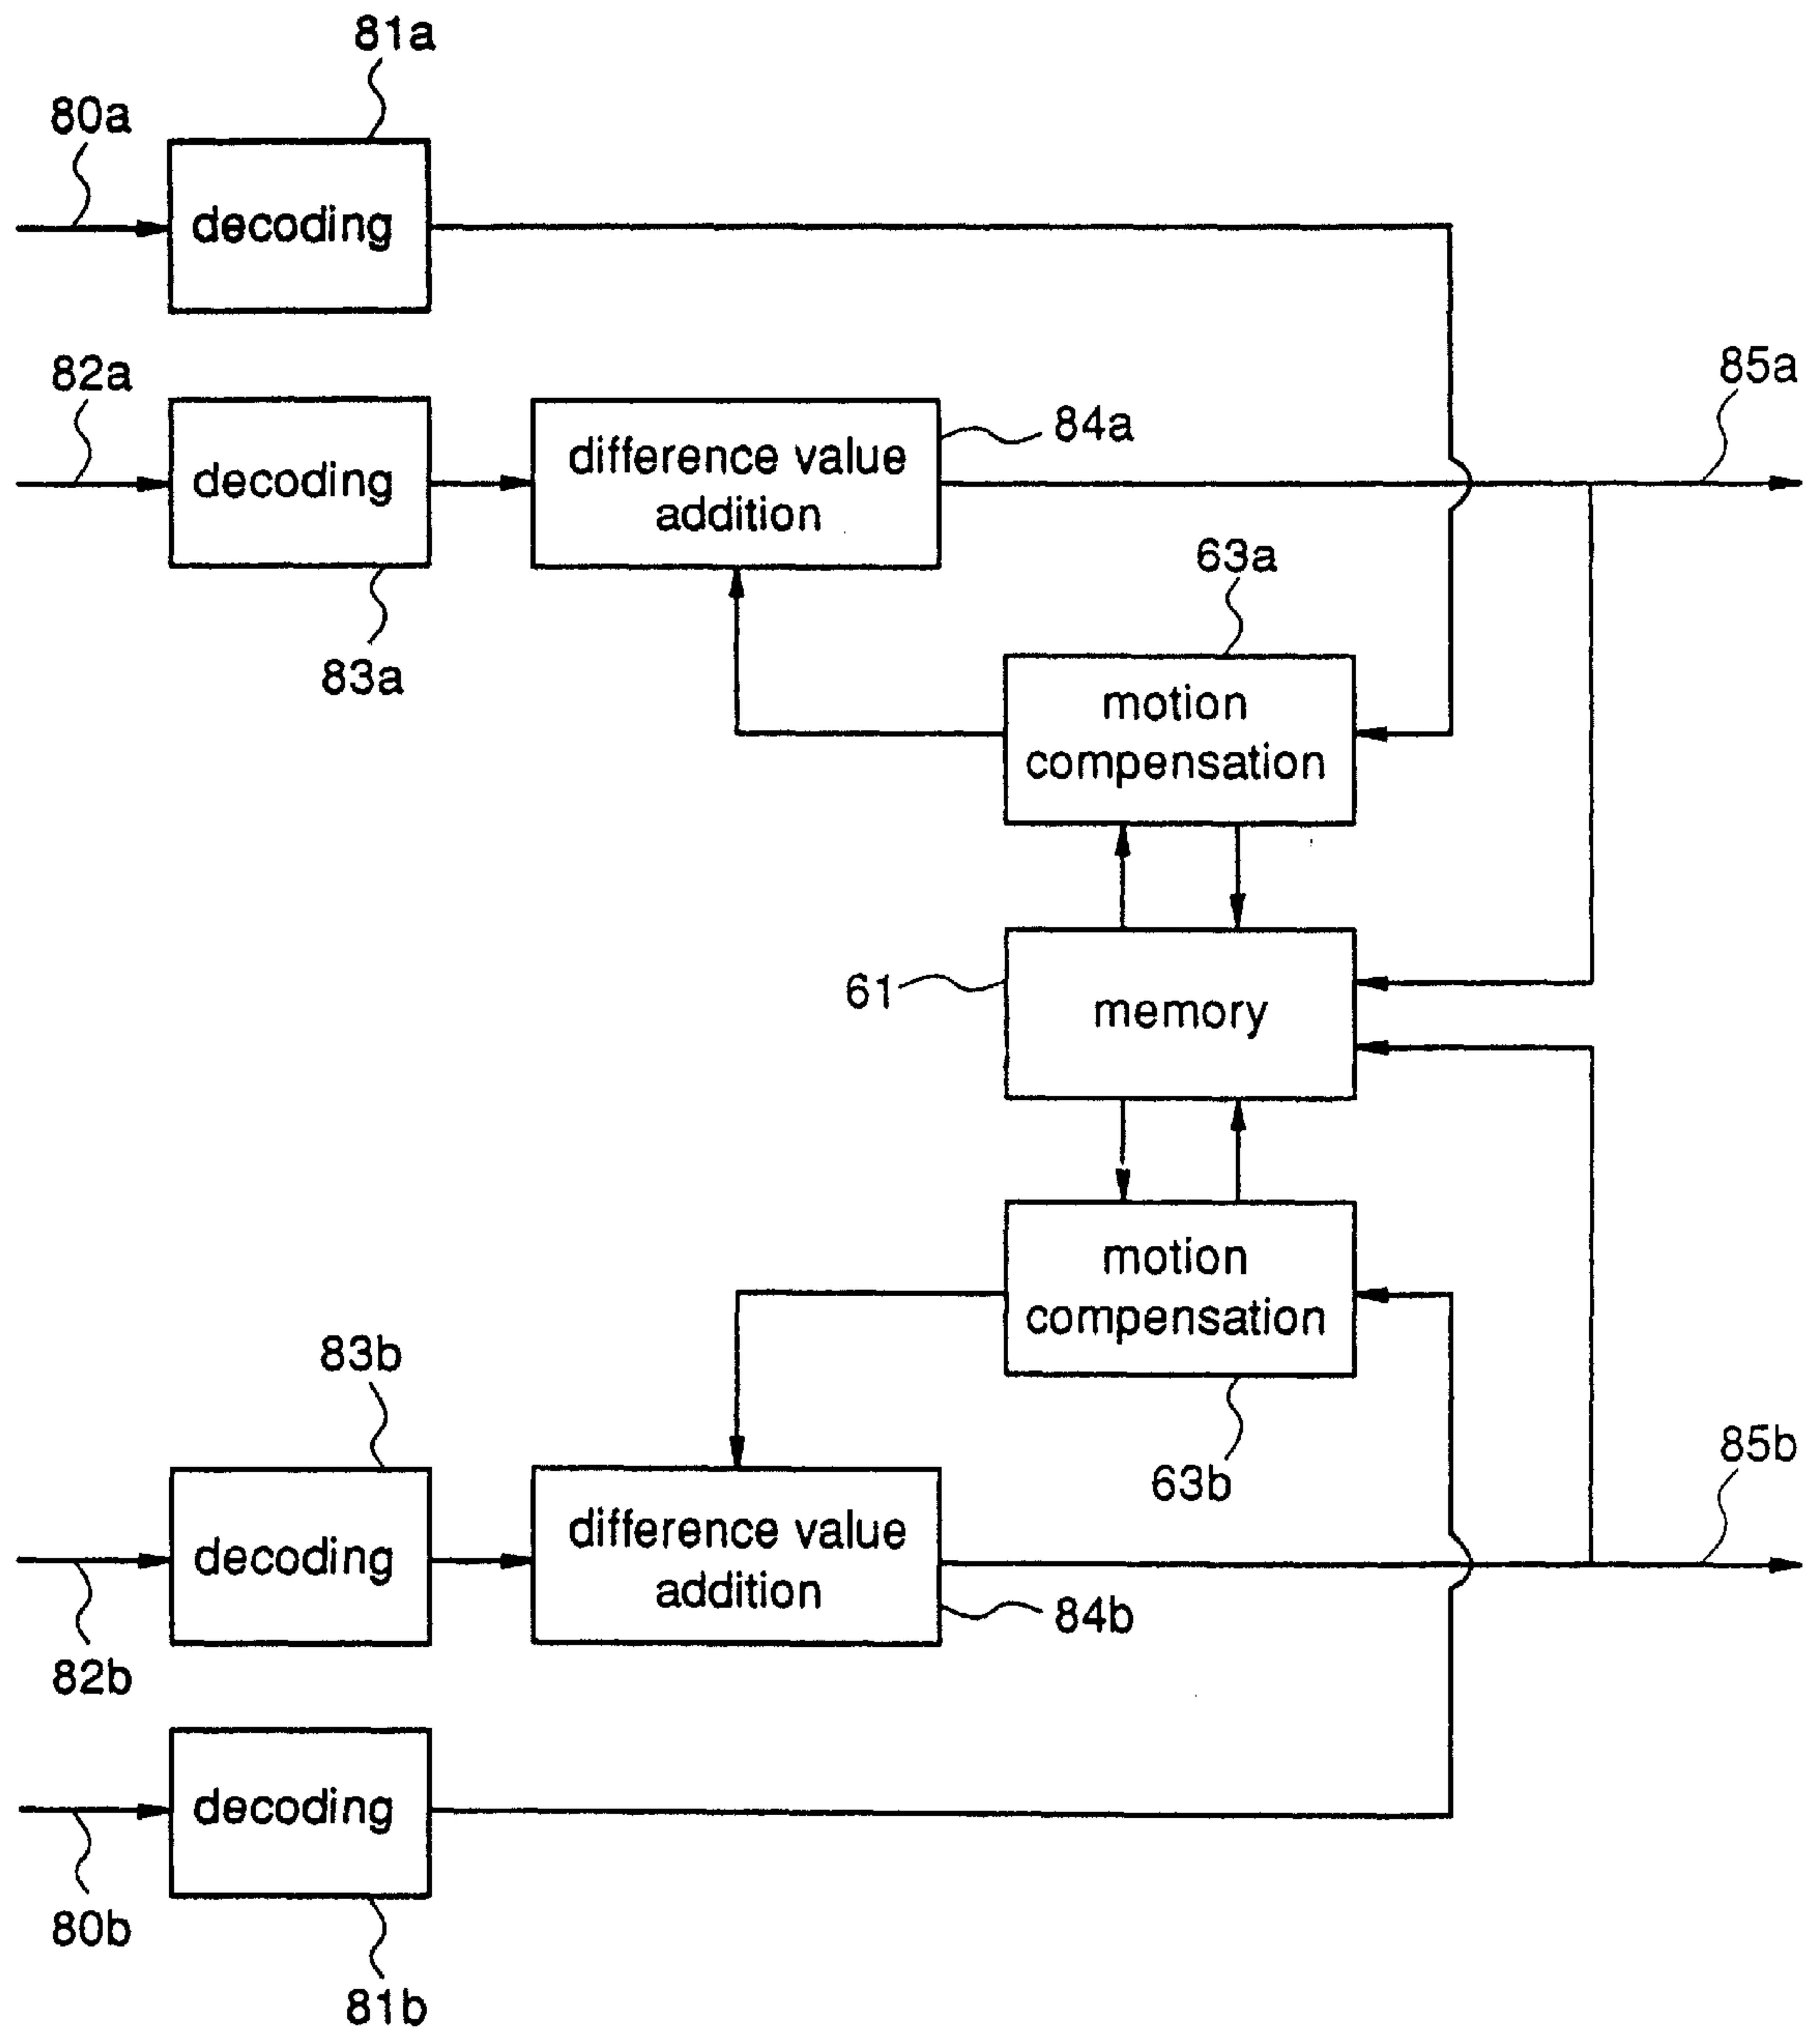 81a
80a
decoding
82a
85a
84a
decoding
difference value
addition
63a
83a
motion
compensation
61
memory
motion
compensation
83b
85b
63b
decoding
difference value
addition
84b
82b
decoding
80b
81b